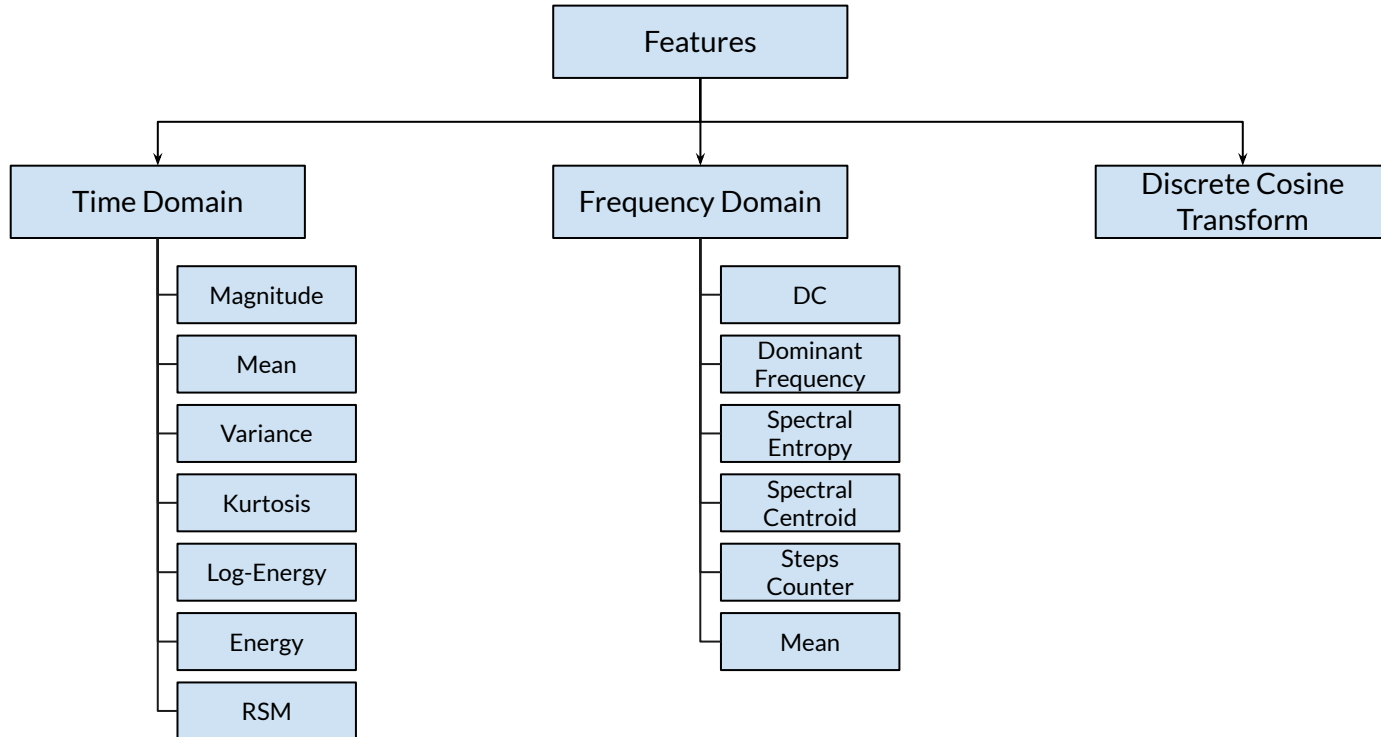 Features
Time Domain
Frequency Domain
Discrete Cosine
Transform
Magnitude
Mean
Variance
Kurtosis
Log-Energy
Energy
RSM
DC
Dominant
Frequency
Spectral
Entropy
Spectral
Centroid
Steps
Counter
Mean